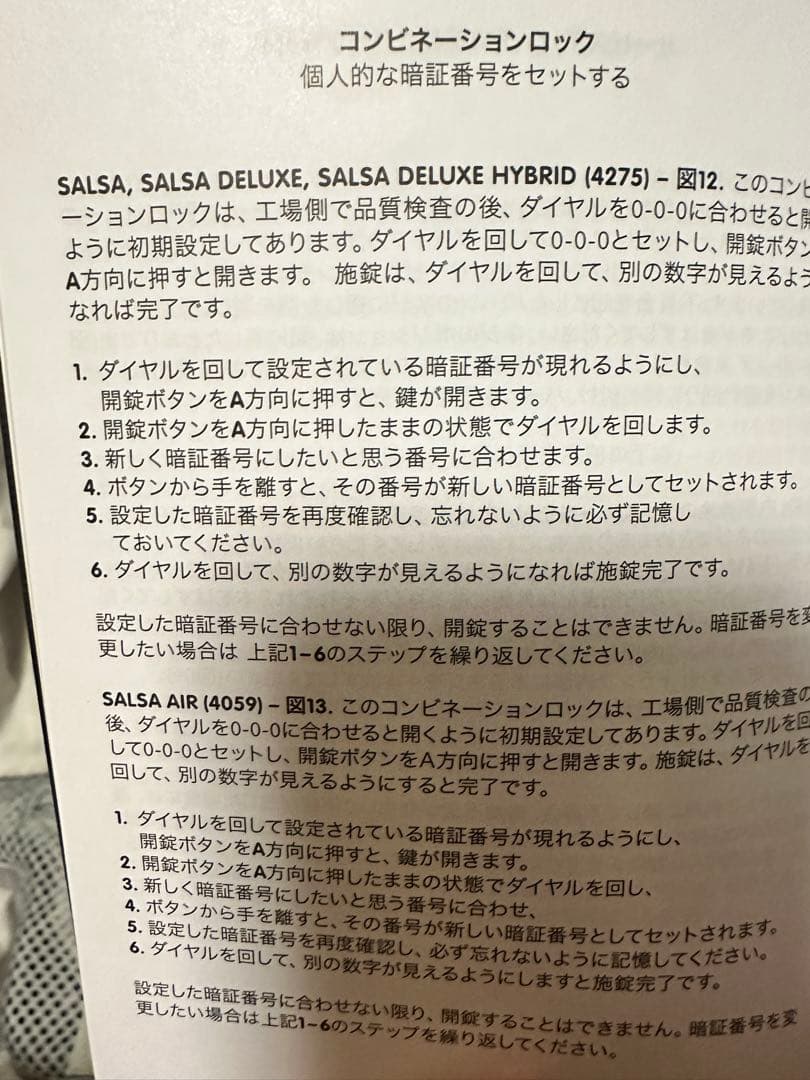 コンビネーションロック
個人的な暗証番号をセットする
SALSA, SALSA DELUXE, SALSA DELUXE HYBRID (4275) – 図12. このコンビ
ーションロックは、工場側で品質検査の後、ダイヤルを0-0-0に合わせると開
ように初期設定してあります。ダイヤルを回して0-0-0とセットし、開錠ボタン
A方向に押すと開きます。 施錠は、ダイヤルを回して、別の数字が見えるよう
なれば完了です。
1. ダイヤルを回して設定されている暗証番号が現れるようにし、
開錠ボタンをA方向に押すと、鍵が開きます。
2. 開錠ボタンをA方向に押したままの状態でダイヤルを回します。
3. 新しく暗証番号にしたいと思う番号に合わせます。
4. ボタンから手を離すと、その番号が新しい暗証番号としてセットされます。
5. 設定した暗証番号を再度確認し、忘れないように必ず記憶し
ておいてください。
6. ダイヤルを回して、別の数字が見えるようになれば施錠完了です。
設定した暗証番号に合わせない限り、開錠することはできません。暗証番号を変
更したい場合は 上記1–6のステップを繰り返してください。
SALSA AIR (4059) – 図13. このコンビネーションロックは、工場側で品質検査の
後、ダイヤルを0-0-0に合わせると開くように初期設定してあります。ダイヤルを回
して0-0-0とセットし、開錠ボタンをA方向に押すと開きます。施錠は、ダイヤルを
回して、別の数字が見えるようにすると完了です。
1. ダイヤルを回して設定されている暗証番号が現れるようにし、
開錠ボタンをA方向に押すと、鍵が開きます。
2. 開錠ボタンをA方向に押したままの状態でダイヤルを回し、
3. 新しく暗証番号にしたいと思う番号に合わせ、
4. ボタンから手を離すと、その番号が新しい暗証番号としてセットされます。
5. 設定した暗証番号を再度確認し、必ず忘れないように記憶してください。
6. ダイヤルを回して、別の数字が見えるようにしますと施錠完了です。
設定した暗証番号に合わせない限り、開錠することはできません。暗証番号を変
更したい場合は上記1–6のステップを繰り返してください。